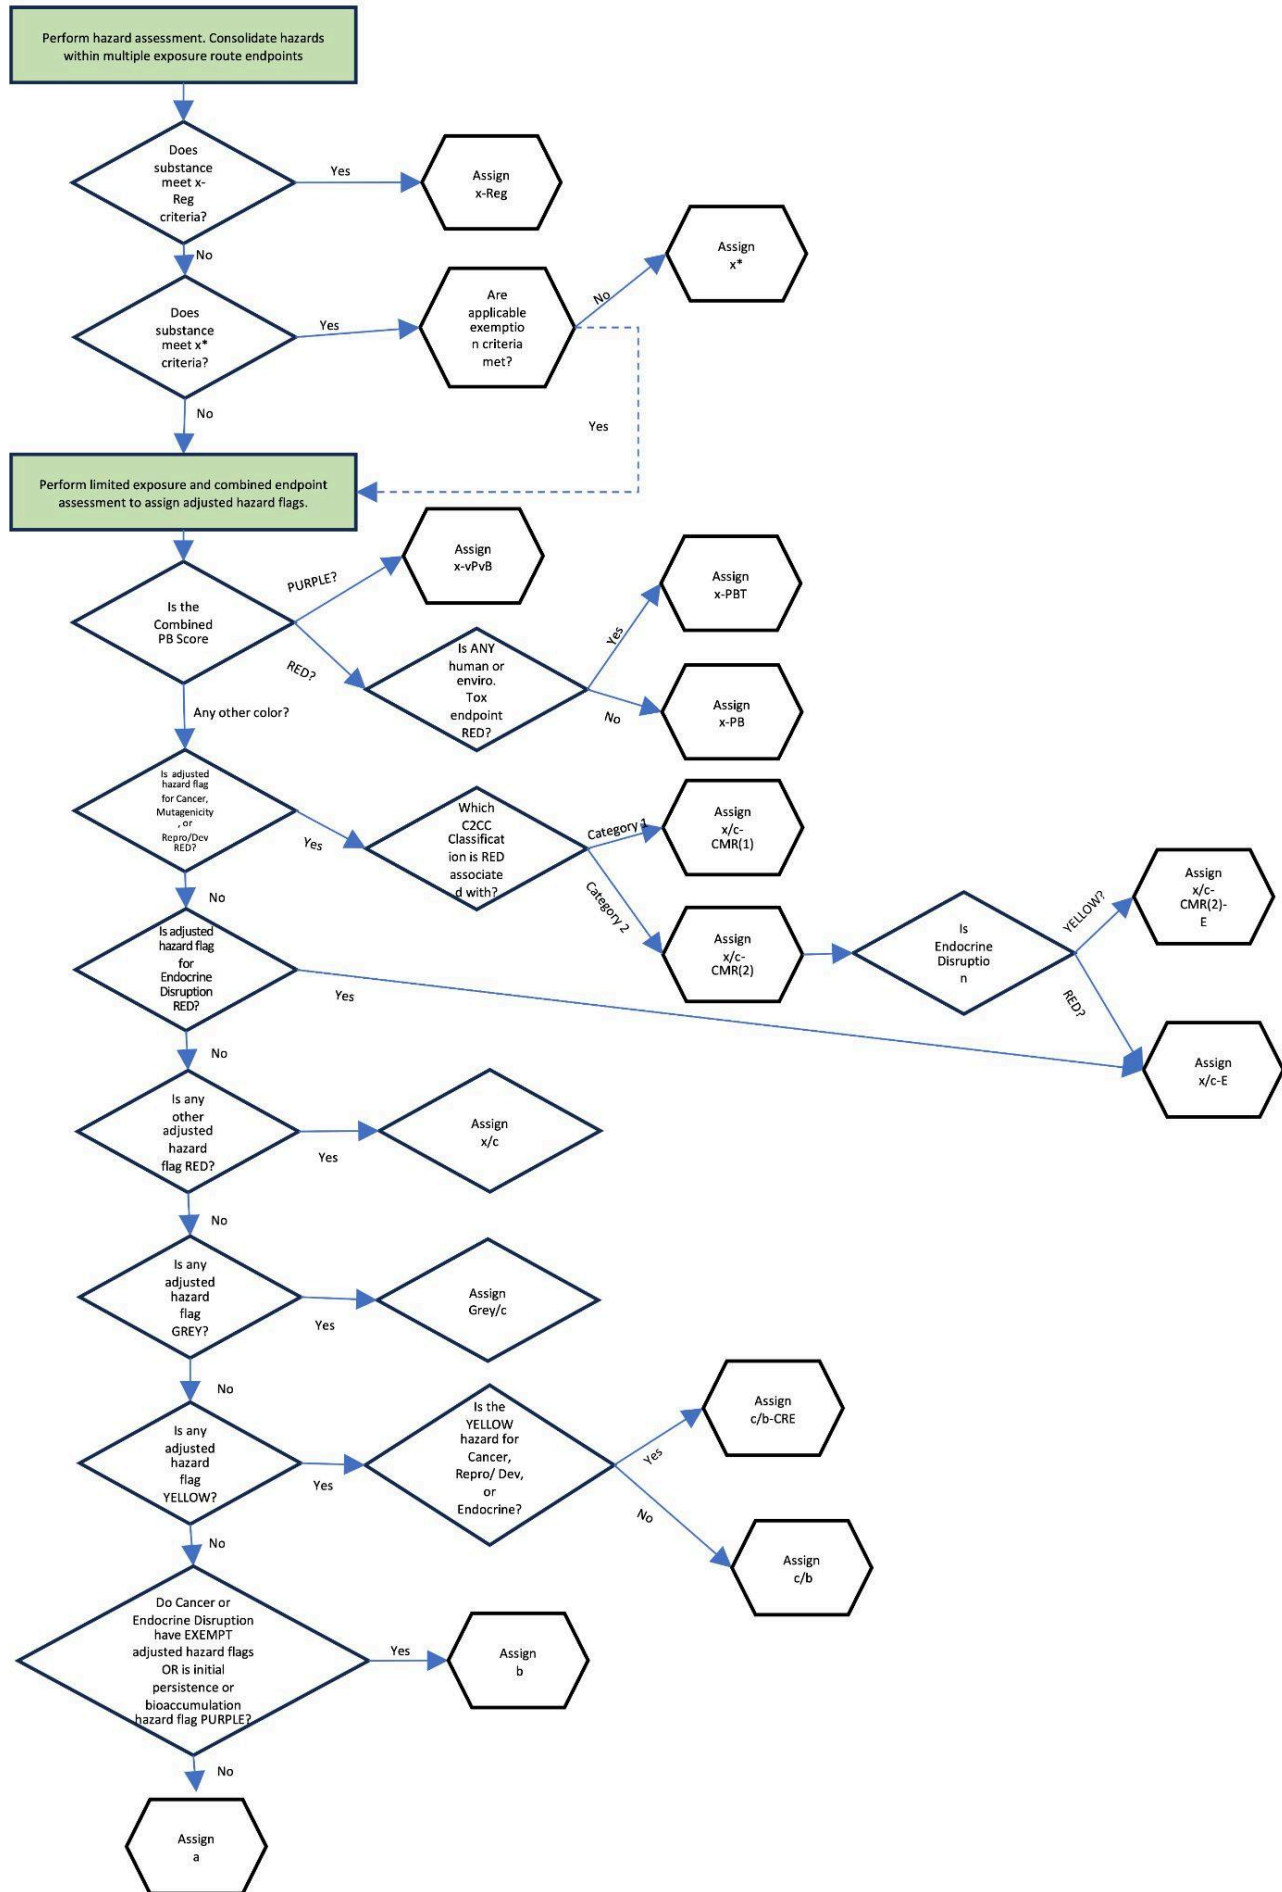 Perform hazard assessment. Consolidate hazards
within multiple exposure route endpoints
Does
substance
meet x-
Reg
criteria?
Yes
Assign
x-Reg
No
Does
substance
meet x*
criteria?
Yes
Are
applicable
exemptio
n criteria
met?
No
Assign
x*
Yes
No
Perform limited exposure and combined endpoint
assessment to assign adjusted hazard flags.
Is the
Combined
PB Score
PURPLE?
Assign
x-vPvB
RED?
Is ANY
human or
enviro.
Tox
endpoint
RED?
Yes
Assign
x-PBT
No
Assign
x-PB
Any other color?
Is adjusted
hazard flag
for Cancer,
Mutagenicity
, or
Repro/Dev
RED?
Yes
Which
C2CC
Classificat
ion is RED
associate
d with?
Category 1
Assign
x/c-
CMR(1)
Category 2
Assign
x/c-
CMR(2)
Is
Endocrine
Disruptio
n
YELLOW?
Assign
x/c-
CMR(2)-
E
RED?
Assign
x/c-E
No
Is adjusted
hazard flag
for
Endocrine
Disruption
RED?
Yes
No
Is any
other
adjusted
hazard
flag RED?
Yes
Assign
x/c
No
Is any
adjusted
hazard
flag
GREY?
Yes
Assign
Grey/c
No
Is any
adjusted
hazard
flag
YELLOW?
Yes
Is the
YELLOW
hazard for
Cancer,
Repro/ Dev,
or
Endocrine?
Yes
Assign
c/b-CRE
No
Assign
c/b
No
Do Cancer or
Endocrine Disruption
have EXEMPT
adjusted hazard flags
OR is initial
persistence or
bioaccumulation
hazard flag PURPLE?
Yes
Assign
b
No
Assign
a